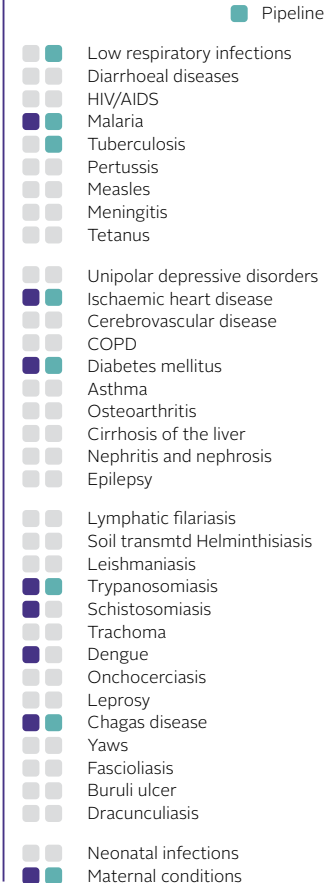 Pipeline
Low respiratory infections
Diarrhoeal diseases
HIV/AIDS
Malaria
Tuberculosis
Pertussis
Measles
Meningitis
Tetanus
Unipolar depressive disorders
Ischaemic heart disease
Cerebrovascular disease
COPD
Diabetes mellitus
Asthma
Osteoarthritis
Cirrhosis of the liver
Nephritis and nephrosis
Epilepsy
Lymphatic filariasis
Soil transmtd Helminthisiasis
Leishmaniasis
Trypanosomiasis
Schistosomiasis
Trachoma
Dengue
Onchocerciasis
Leprosy
Chagas disease
Yaws
Fascioliasis
Buruli ulcer
Dracunculiasis
Neonatal infections
Maternal conditions